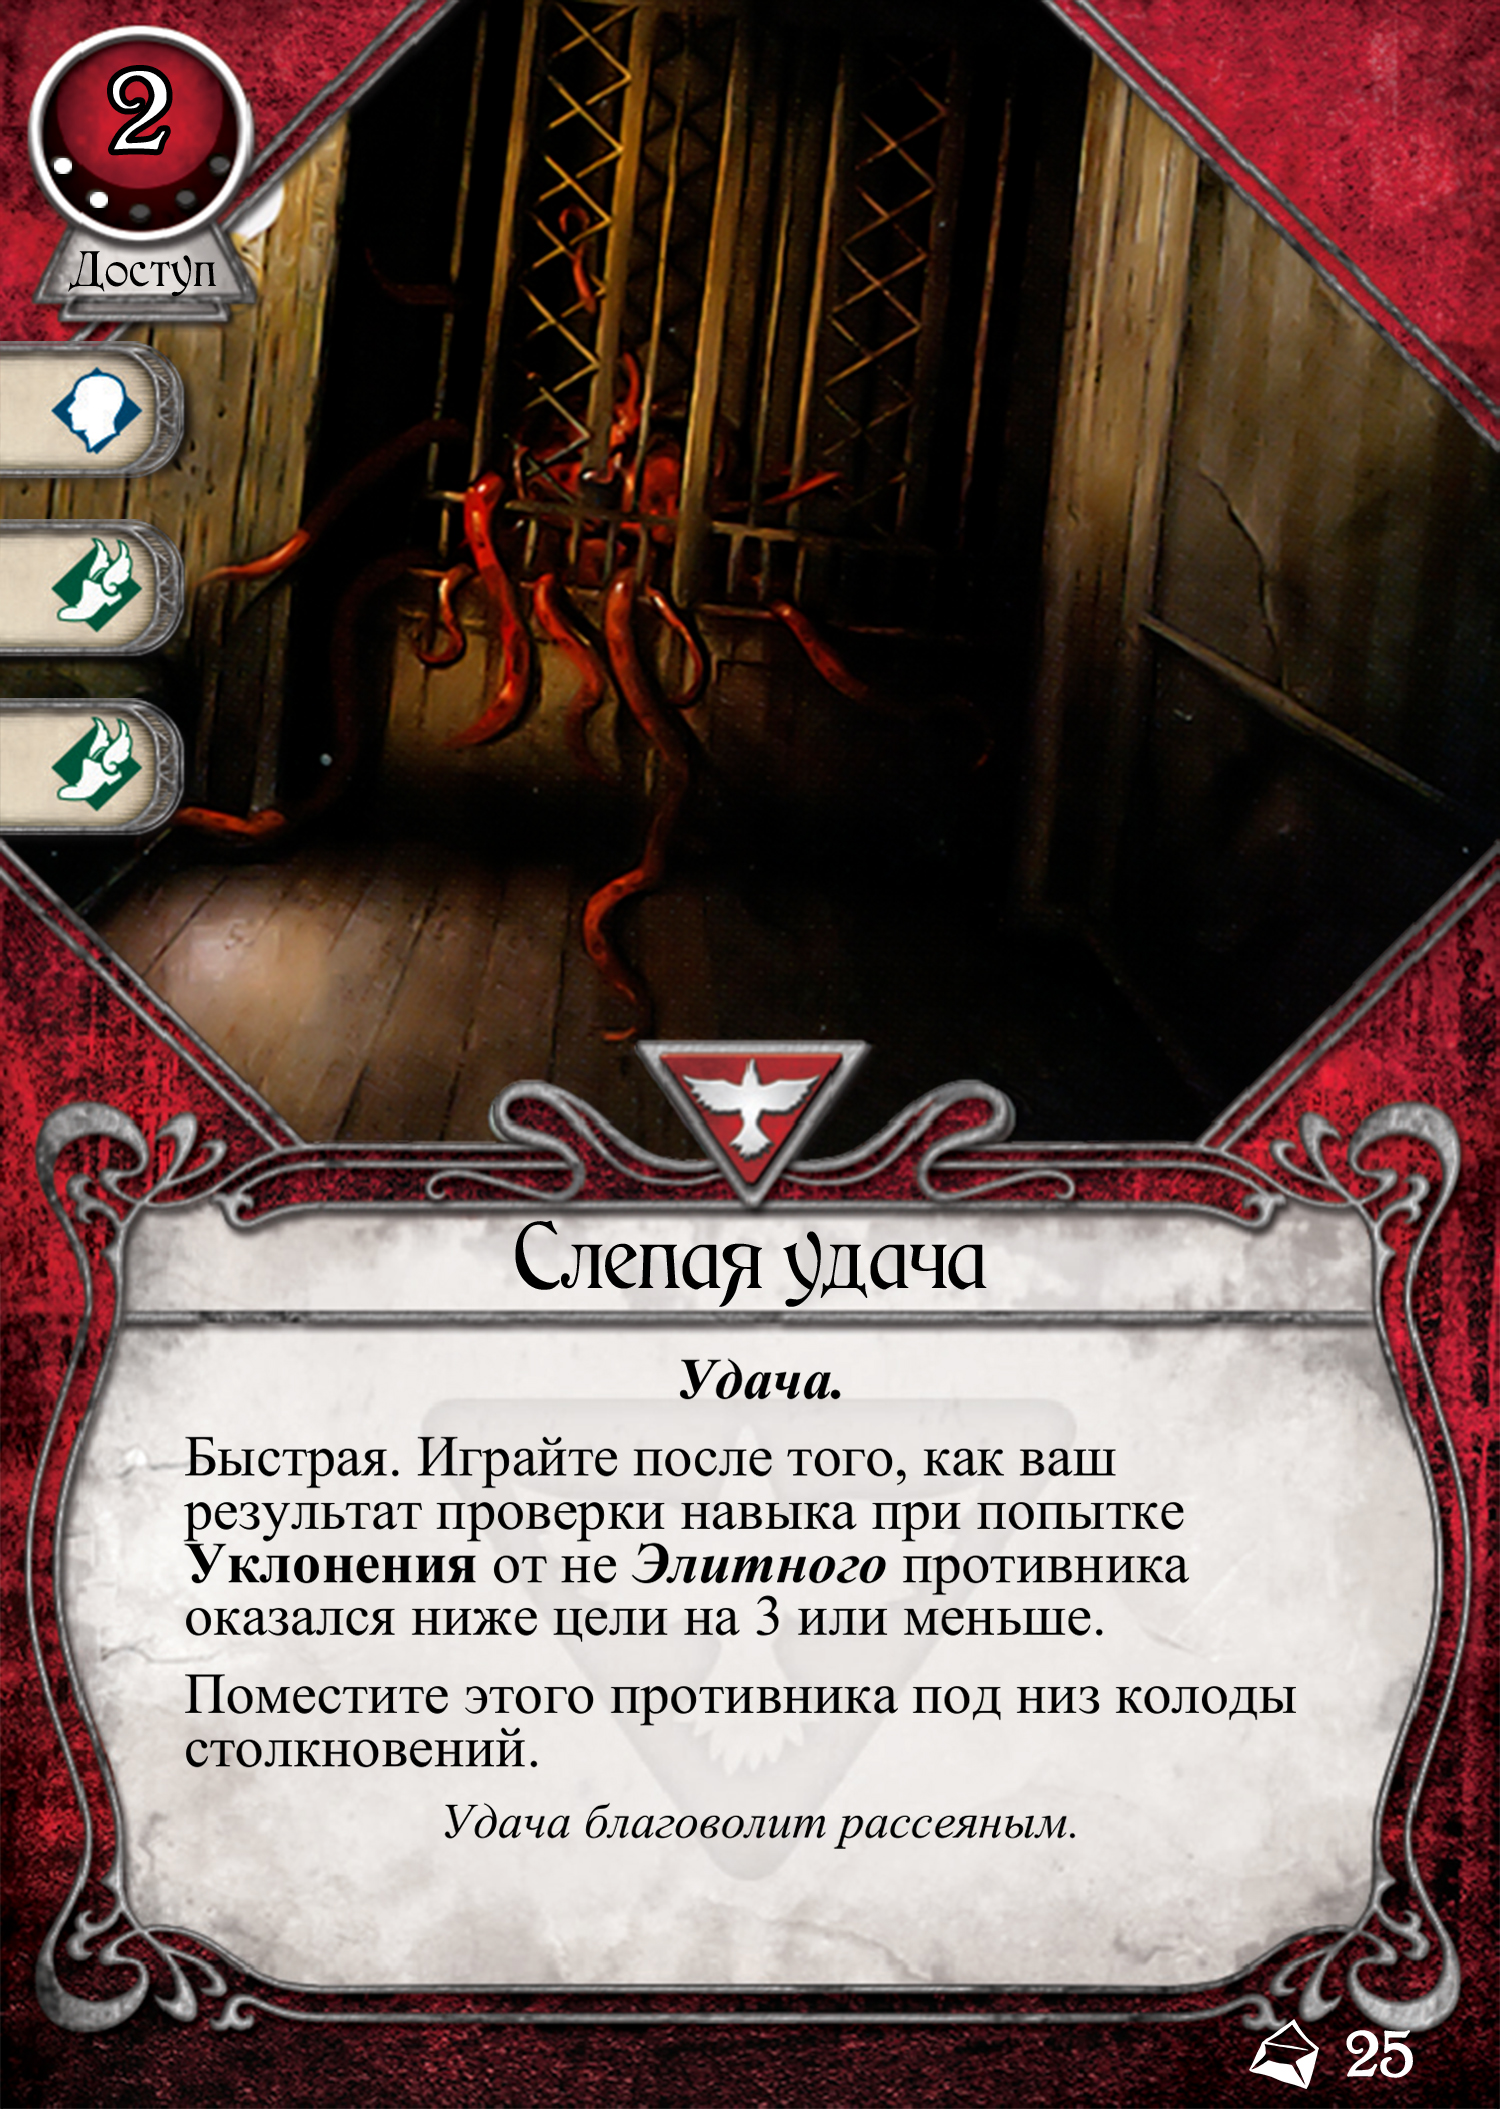 2
Доступ
Слепая удача
Удача.
Быстрая. Играйте после того, как ваш
результат проверки навыка при попытке
Уклонения от не Элитного противника
оказался ниже цели на 3 или меньше.
Поместите этого противника под низ колоды
столкновений.
Удача благоволит рассеяным.
25